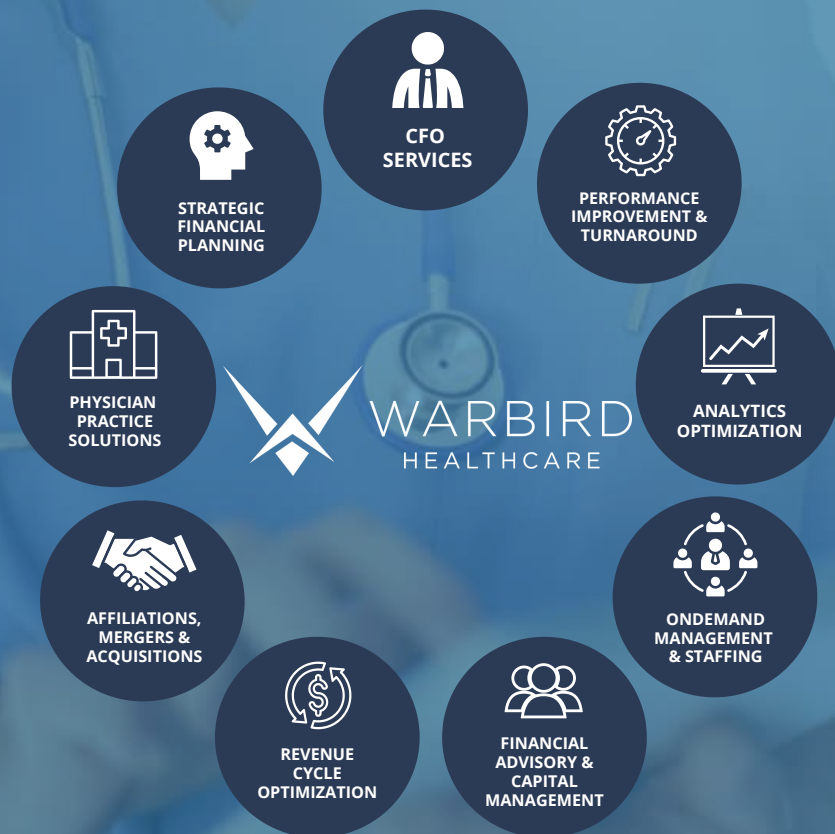 CFO
SERVICES
PERFORMANCE
IMPROVEMENT &
TURNAROUND
ANALYTICS
OPTIMIZATION
ONDEMAND
MANAGEMENT
& STAFFING
FINANCIAL
ADVISORY &
CAPITAL
MANAGEMENT
REVENUE
CYCLE
OPTIMIZATION
AFFILIATIONS,
MERGERS &
ACQUISITIONS
PHYSICIAN
PRACTICE
SOLUTIONS
STRATEGIC
FINANCIAL
PLANNING
WARBIRD
HEALTHCARE